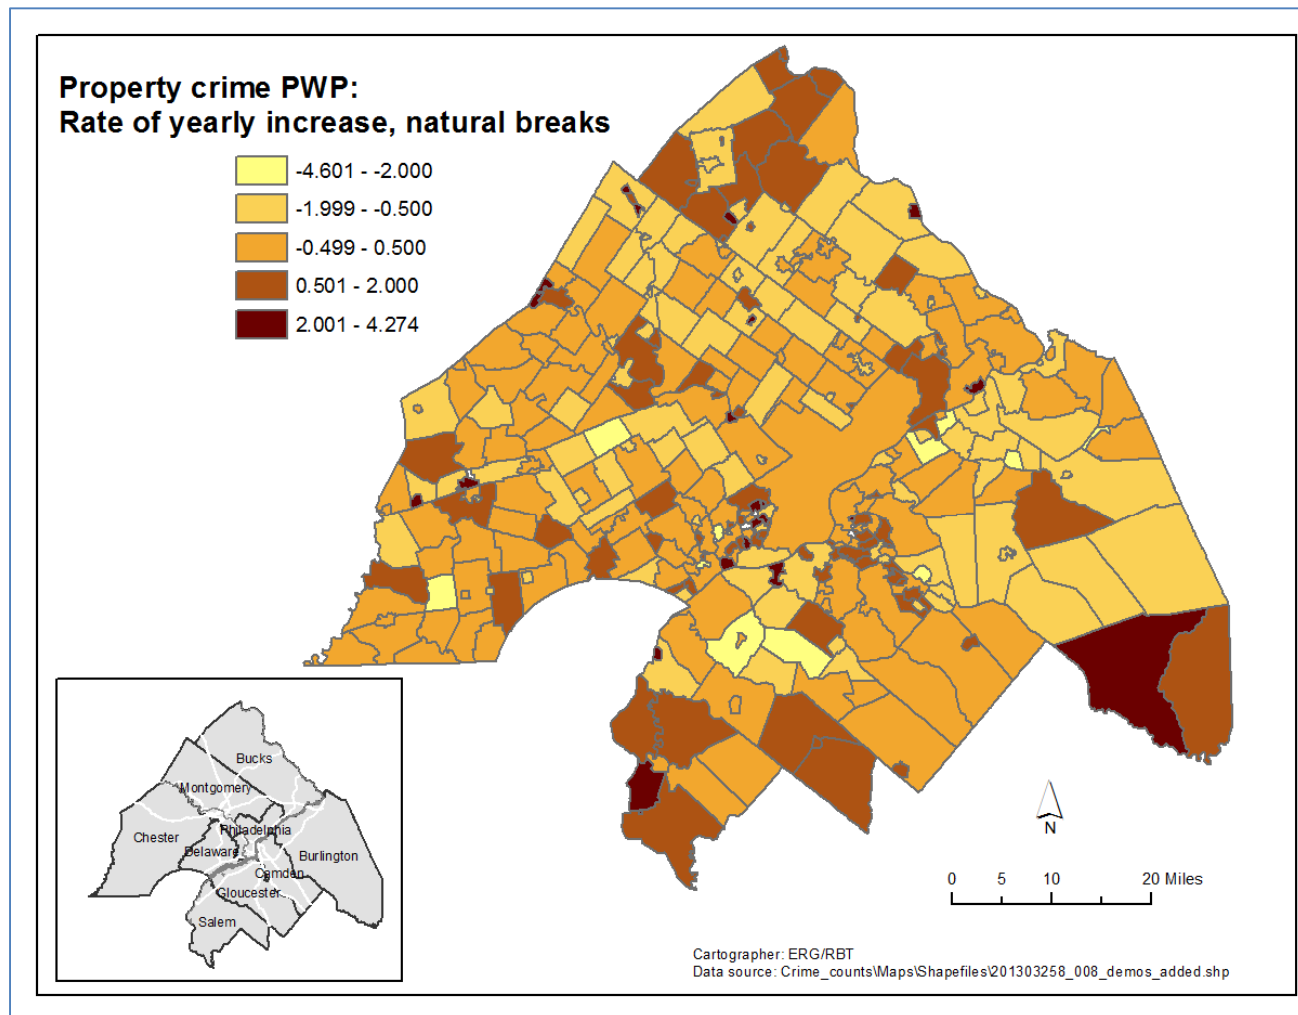 Property crime PWP:
Rate of yearly increase, natural breaks
-4.601 - -2.000
-1.999 - -0.500
-0.499 - 0.500
0.501 - 2.000
2.001 - 4.274
Bucks
Montgomery
Philadelphia
Chester
Delaware
Burlington
Camden
Gloucester
Salem
N
0 5 10 20 Miles
Cartographer: ERG/RBT
Data source: Crime_counts\Maps\Shapefiles\201303258_008_demos_added.shp